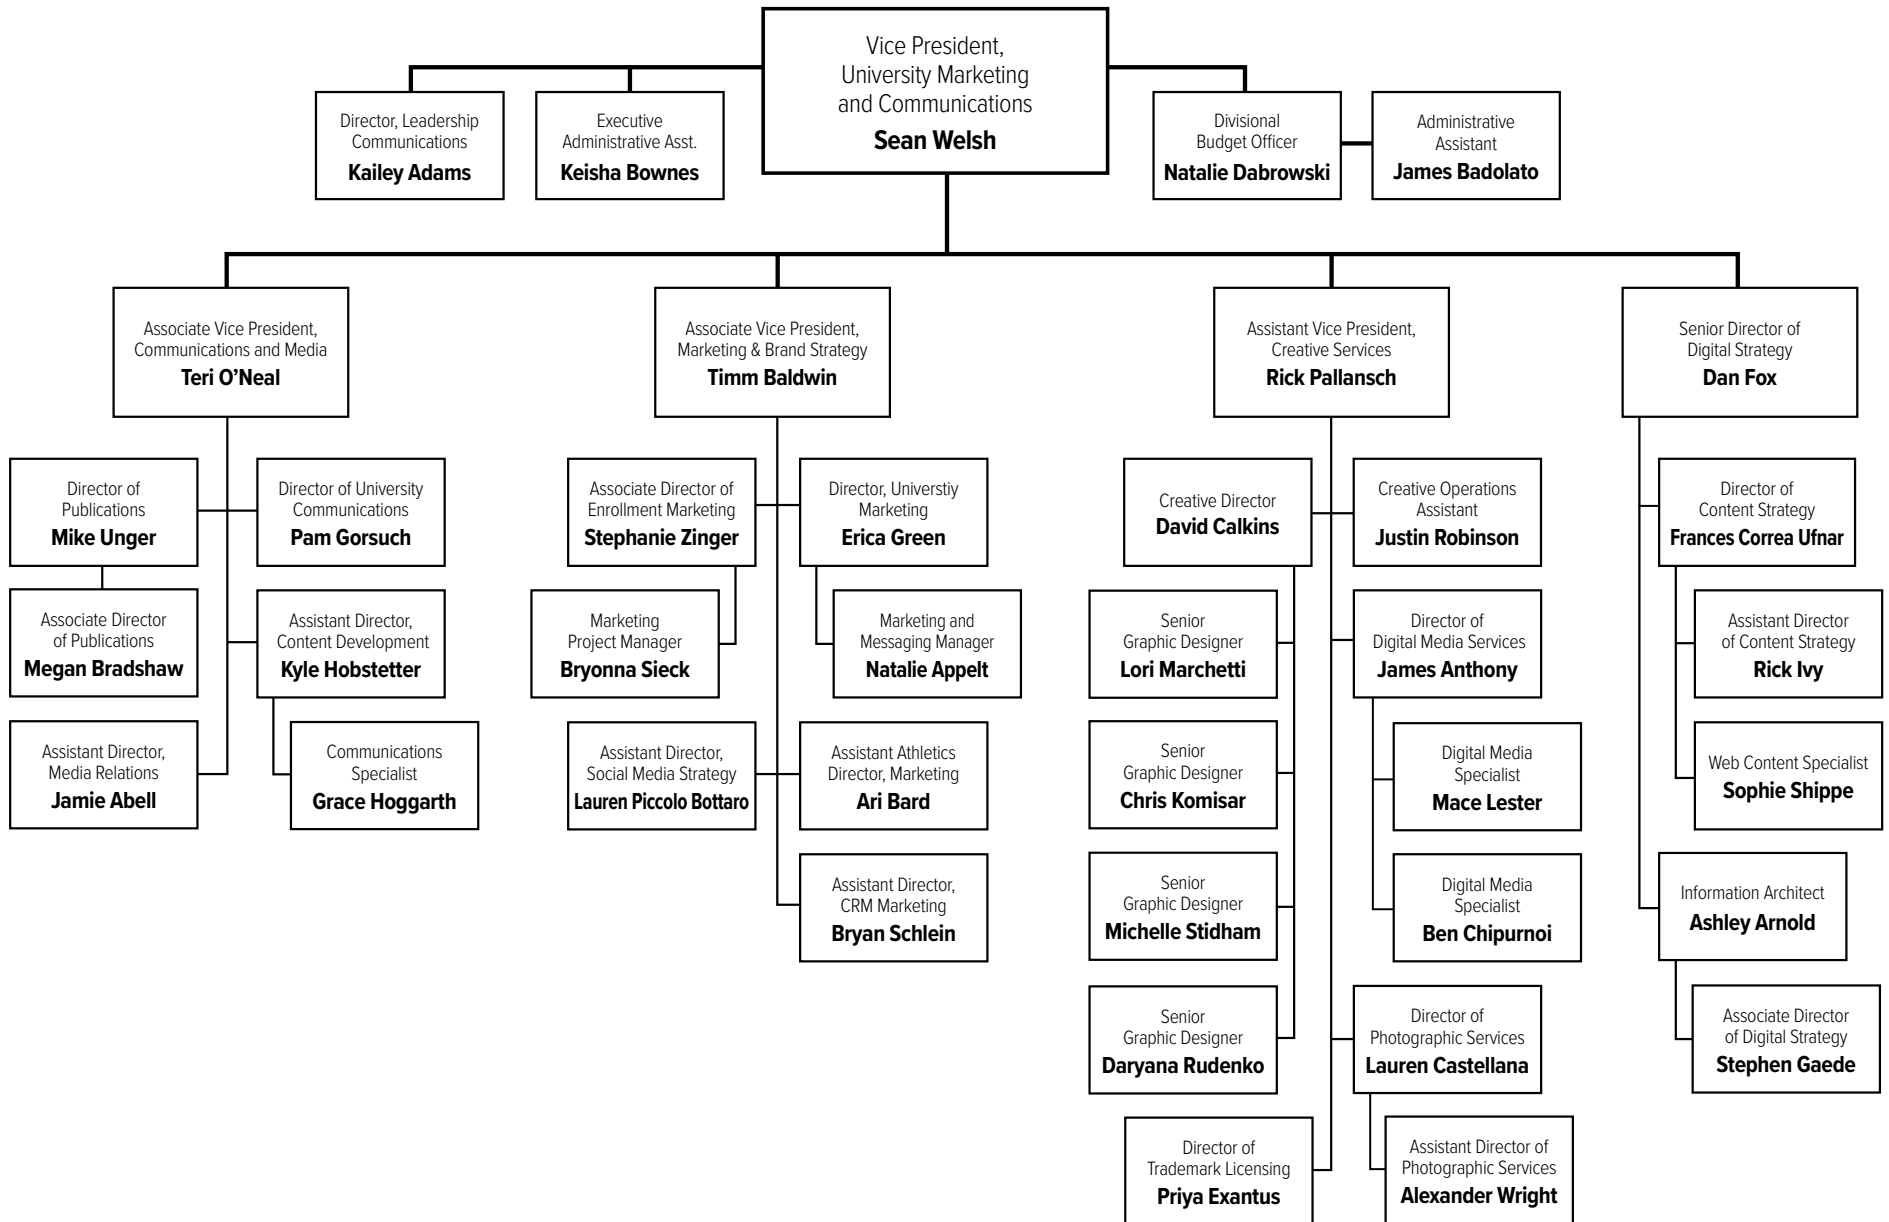 Vice President,
University Marketing
and Communications
Sean Welsh
Director, Leadership
Communications
Kailey Adams
Executive
Administrative Asst.
Keisha Bownes
Divisional
Budget Officer
Natalie Dabrowski
Administrative
Assistant
James Badolato
Associate Vice President,
Communications and Media
Teri O’Neal
Director of
Publications
Mike Unger
Director of University
Communications
Pam Gorsuch
Associate Director
of Publications
Megan Bradshaw
Assistant Director,
Content Development
Kyle Hobstetter
Assistant Director,
Media Relations
Jamie Abell
Communications
Specialist
Grace Hoggarth
Associate Vice President,
Marketing & Brand Strategy
Timm Baldwin
Associate Director of
Enrollment Marketing
Stephanie Zinger
Director, Universtiy
Marketing
Erica Green
Marketing
Project Manager
Bryonna Sieck
Marketing and
Messaging Manager
Natalie Appelt
Assistant Director,
Social Media Strategy
Lauren Piccolo Bottaro
Assistant Athletics
Director, Marketing
Ari Bard
Assistant Director,
CRM Marketing
Bryan Schlein
Assistant Vice President,
Creative Services
Rick Pallansch
Creative Director
David Calkins
Creative Operations
Assistant
Justin Robinson
Senior
Graphic Designer
Lori Marchetti
Director of
Digital Media Services
James Anthony
Senior
Graphic Designer
Chris Komisar
Digital Media
Specialist
Mace Lester
Senior
Graphic Designer
Michelle Stidham
Digital Media
Specialist
Ben Chipurnoi
Senior
Graphic Designer
Daryana Rudenko
Director of
Photographic Services
Lauren Castellana
Director of
Trademark Licensing
Priya Exantus
Assistant Director of
Photographic Services
Alexander Wright
Senior Director of
Digital Strategy
Dan Fox
Director of
Content Strategy
Frances Correa Ufnar
Assistant Director
of Content Strategy
Rick Ivy
Web Content Specialist
Sophie Shippe
Information Architect
Ashley Arnold
Associate Director
of Digital Strategy
Stephen Gaede